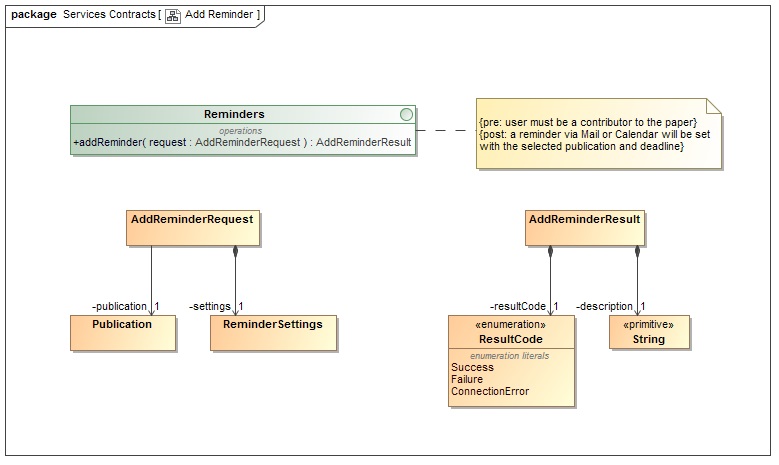 package Services Contracts [ Add Reminder ]
Reminders
operations
+addReminder( request : AddReminderRequest ) : AddReminderResult
{pre: user must be a contributor to the paper}
{post: a reminder via Mail or Calendar will be set
with the selected publication and deadline}
AddReminderRequest
AddReminderResult
-publication 1
-settings 1
-resultCode 1
-description 1
Publication
ReminderSettings
«enumeration»
ResultCode
enumeration literals
Success
Failure
ConnectionError
«primitive»
String